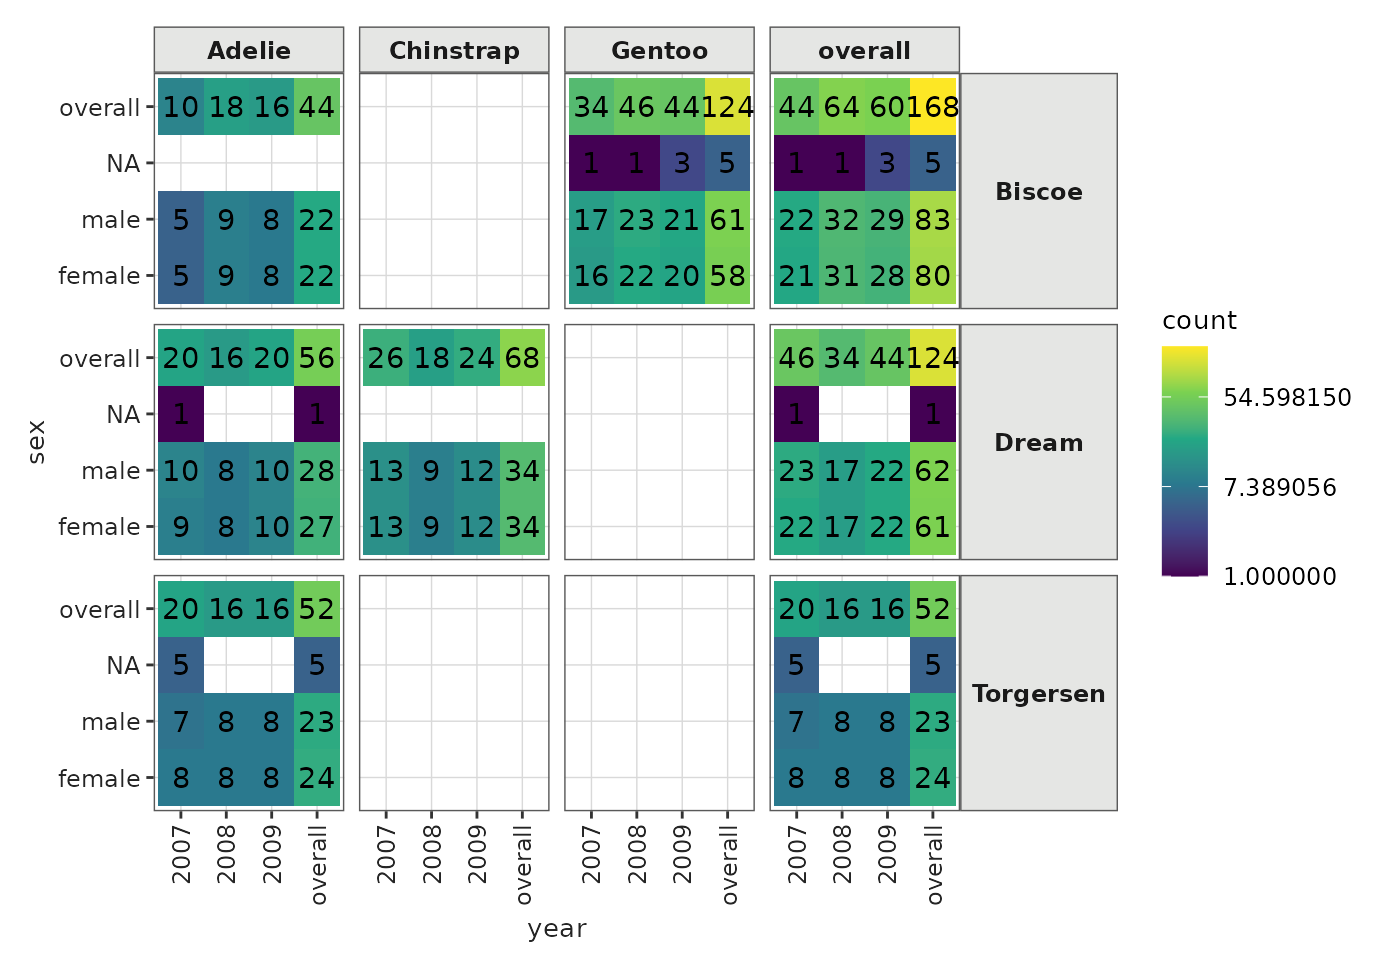 Adelie Chinstrap Gentoo overall
overall 10 18 16 44 34 46 44 124 44 64 60 168
NA 1 1 3 5 1 1 3 5
Biscoe
male 5 9 8 22 17 23 21 61 22 32 29 83
female 5 9 8 22 16 22 20 58 21 31 28 80
count
overall 20 16 20 56 26 18 24 68 46 34 44 124
54.598150
NA 1 1 1 1
sex
Dream
male 10 8 10 28 13 9 12 34 23 17 22 62
7.389056
female 9 8 10 27 13 9 12 34 22 17 22 61
1.000000
overall 20 16 16 52 20 16 16 52
NA 5 5 5 5
Torgersen
male 7 8 8 23 7 8 8 23
female 8 8 8 24 8 8 8 24
2007 2008 2009 overall 2007 2008 2009 overall 2007 2008 2009 overall 2007 2008 2009 overall
year